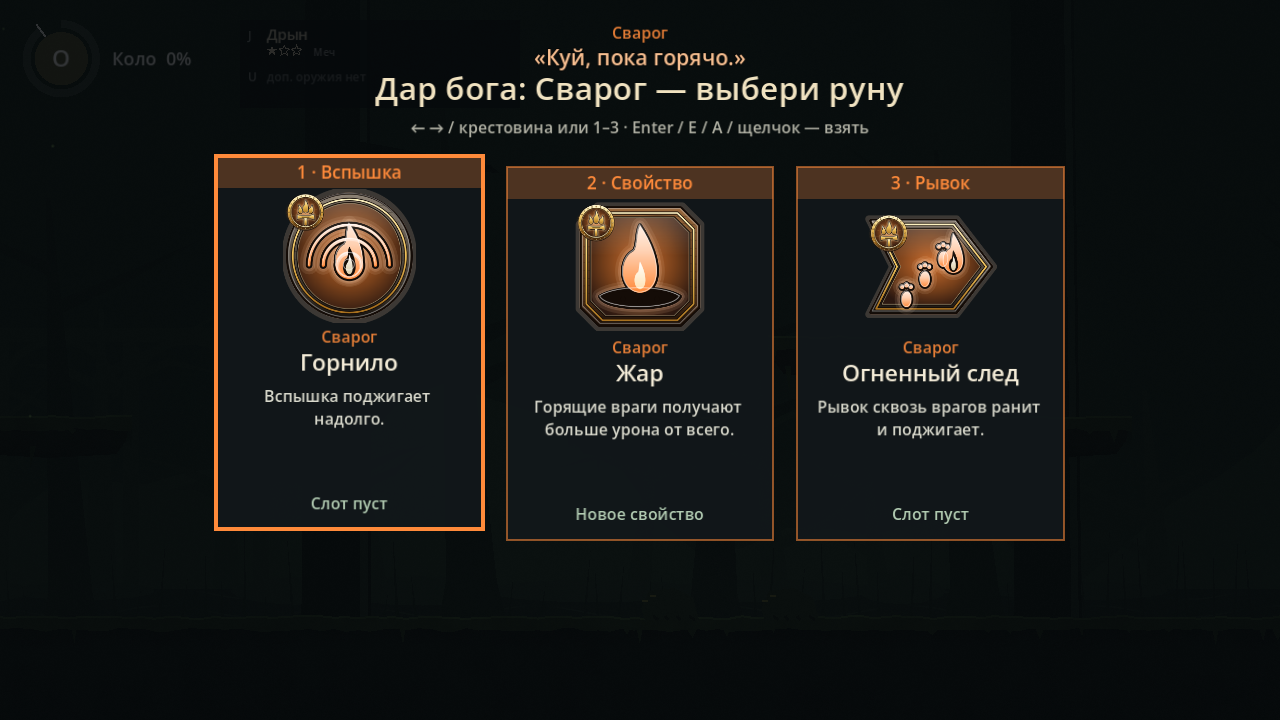 О
Коло 0%
J Дрын
★☆☆ Меч
U доп. оружия нет
Сварог
«Куй, пока горячо.»
Дар бога: Сварог — выбери руну
← → / крестовина или 1–3 · Enter / E / A / щелчок — взять
1 · Вспышка
Сварог
Горнило
Вспышка поджигает
надолго.
Слот пуст
2 · Свойство
Сварог
Жар
Горящие враги получают
больше урона от всего.
Новое свойство
3 · Рывок
Сварог
Огненный след
Рывок сквозь врагов ранит
и поджигает.
Слот пуст